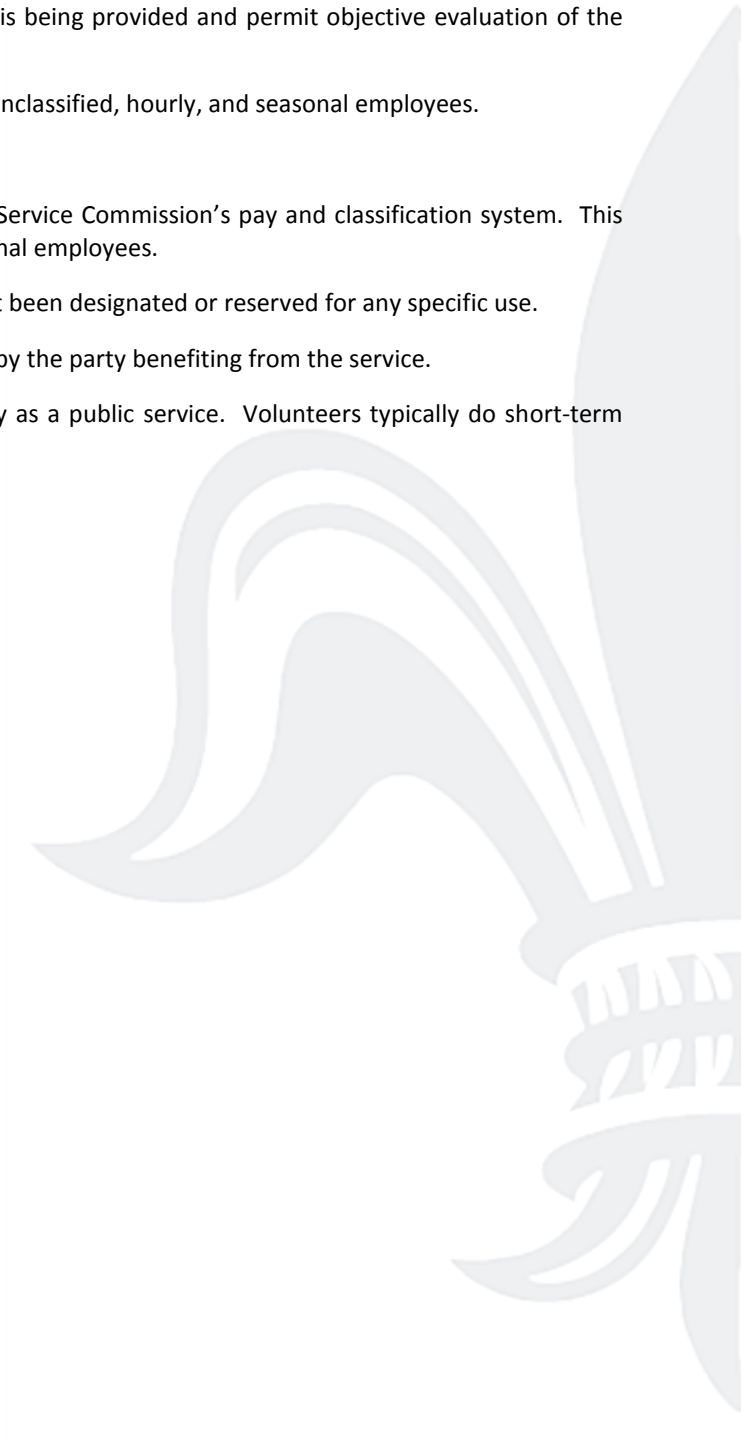 is being provided and permit objective evaluation of the
nclassified, hourly, and seasonal employees.
Service Commission’s pay and classification system. This
nal employees.
t been designated or reserved for any specific use.
by the party benefiting from the service.
y as a public service. Volunteers typically do short-term